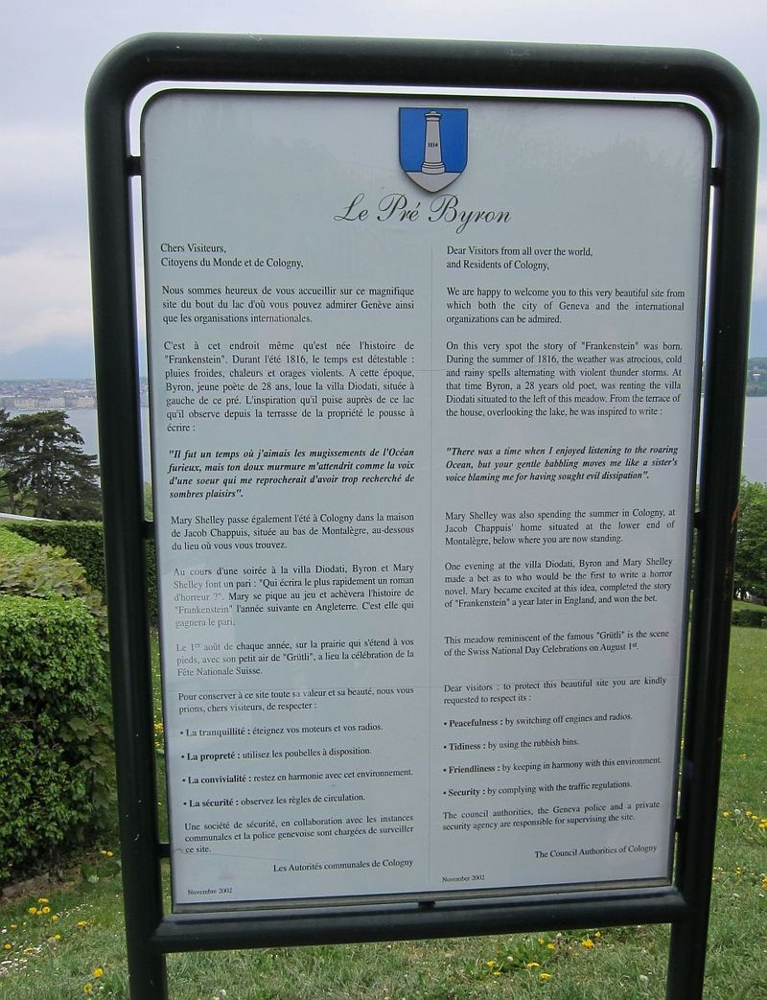 1814
Le Pré Byron
Chers Visiteurs,
Citoyens du Monde et de Cologny,
Nous sommes heureux de vous accueillir sur ce magnifique
site du bout du lac d'où vous pouvez admirer Genève ainsi
que les organisations internationales.
C'est à cet endroit même qu'est née l'histoire de
"Frankenstein". Durant l'été 1816, le temps est détestable :
pluies froides, chaleurs et orages violents. A cette époque,
Byron, jeune poète de 28 ans, loue la villa Diodati, située à
gauche de ce pré. L'inspiration qu'il puise auprès de ce lac
qu'il observe depuis la terrasse de la propriété le pousse à
écrire :
"Il fut un temps où j'aimais les mugissements de l'Océan
furieux, mais ton doux murmure m'attendrit comme la voix
d'une soeur qui me reprocherait d'avoir trop recherché de
sombres plaisirs".
Mary Shelley passe également l'été à Cologny dans la maison
de Jacob Chappuis, située au bas de Montalègre, au-dessous
du lieu où vous vous trouvez.
Au cours d'une soirée à la villa Diodati, Byron et Mary
Shelley font un pari : "Qui écrira le plus rapidement un roman
d'horreur ?". Mary se pique au jeu et achèvera l'histoire de
"Frankenstein" l'année suivante en Angleterre. C'est elle qui
gagnera le pari.
Le 1er août de chaque année, sur la prairie qui s'étend à vos
pieds, avec son petit air de "Grütli", a lieu la célébration de la
Fête Nationale Suisse.
Pour conserver à ce site toute sa valeur et sa beauté, nous vous
prions, chers visiteurs, de respecter :
• La tranquillité : éteignez vos moteurs et vos radios.
• La propreté : utilisez les poubelles à disposition.
• La convivialité : restez en harmonie avec cet environnement.
• La sécurité : observez les règles de circulation.
Une société de sécurité, en collaboration avec les instances
communales et la police genevoise sont chargées de surveiller
ce site.
Les Autorités communales de Cologny
Novembre 2002
Dear Visitors from all over the world,
and Residents of Cologny,
We are happy to welcome you to this very beautiful site from
which both the city of Geneva and the international
organizations can be admired.
On this very spot the story of "Frankenstein" was born.
During the summer of 1816, the weather was atrocious, cold
and rainy spells alternating with violent thunder storms. At
that time Byron, a 28 years old poet, was renting the villa
Diodati situated to the left of this meadow. From the terrace of
the house, overlooking the lake, he was inspired to write :
"There was a time when I enjoyed listening to the roaring
Ocean, but your gentle babbling moves me like a sister's
voice blaming me for having sought evil dissipation".
Mary Shelley was also spending the summer in Cologny, at
Jacob Chappuis' home situated at the lower end of
Montalègre, below where you are now standing.
One evening at the villa Diodati, Byron and Mary Shelley
made a bet as to who would be the first to write a horror
novel. Mary became excited at this idea, completed the story
of "Frankenstein" a year later in England, and won the bet.
This meadow reminiscent of the famous "Grütli" is the scene
of the Swiss National Day Celebrations on August 1st.
Dear visitors : to protect this beautiful site you are kindly
requested to respect its :
• Peacefulness : by switching off engines and radios.
• Tidiness : by using the rubbish bins.
• Friendliness : by keeping in harmony with this environment.
• Security : by complying with the traffic regulations.
The council authorities, the Geneva police and a private
security agency are responsible for supervising the site.
The Council Authorities of Cologny
November 2002